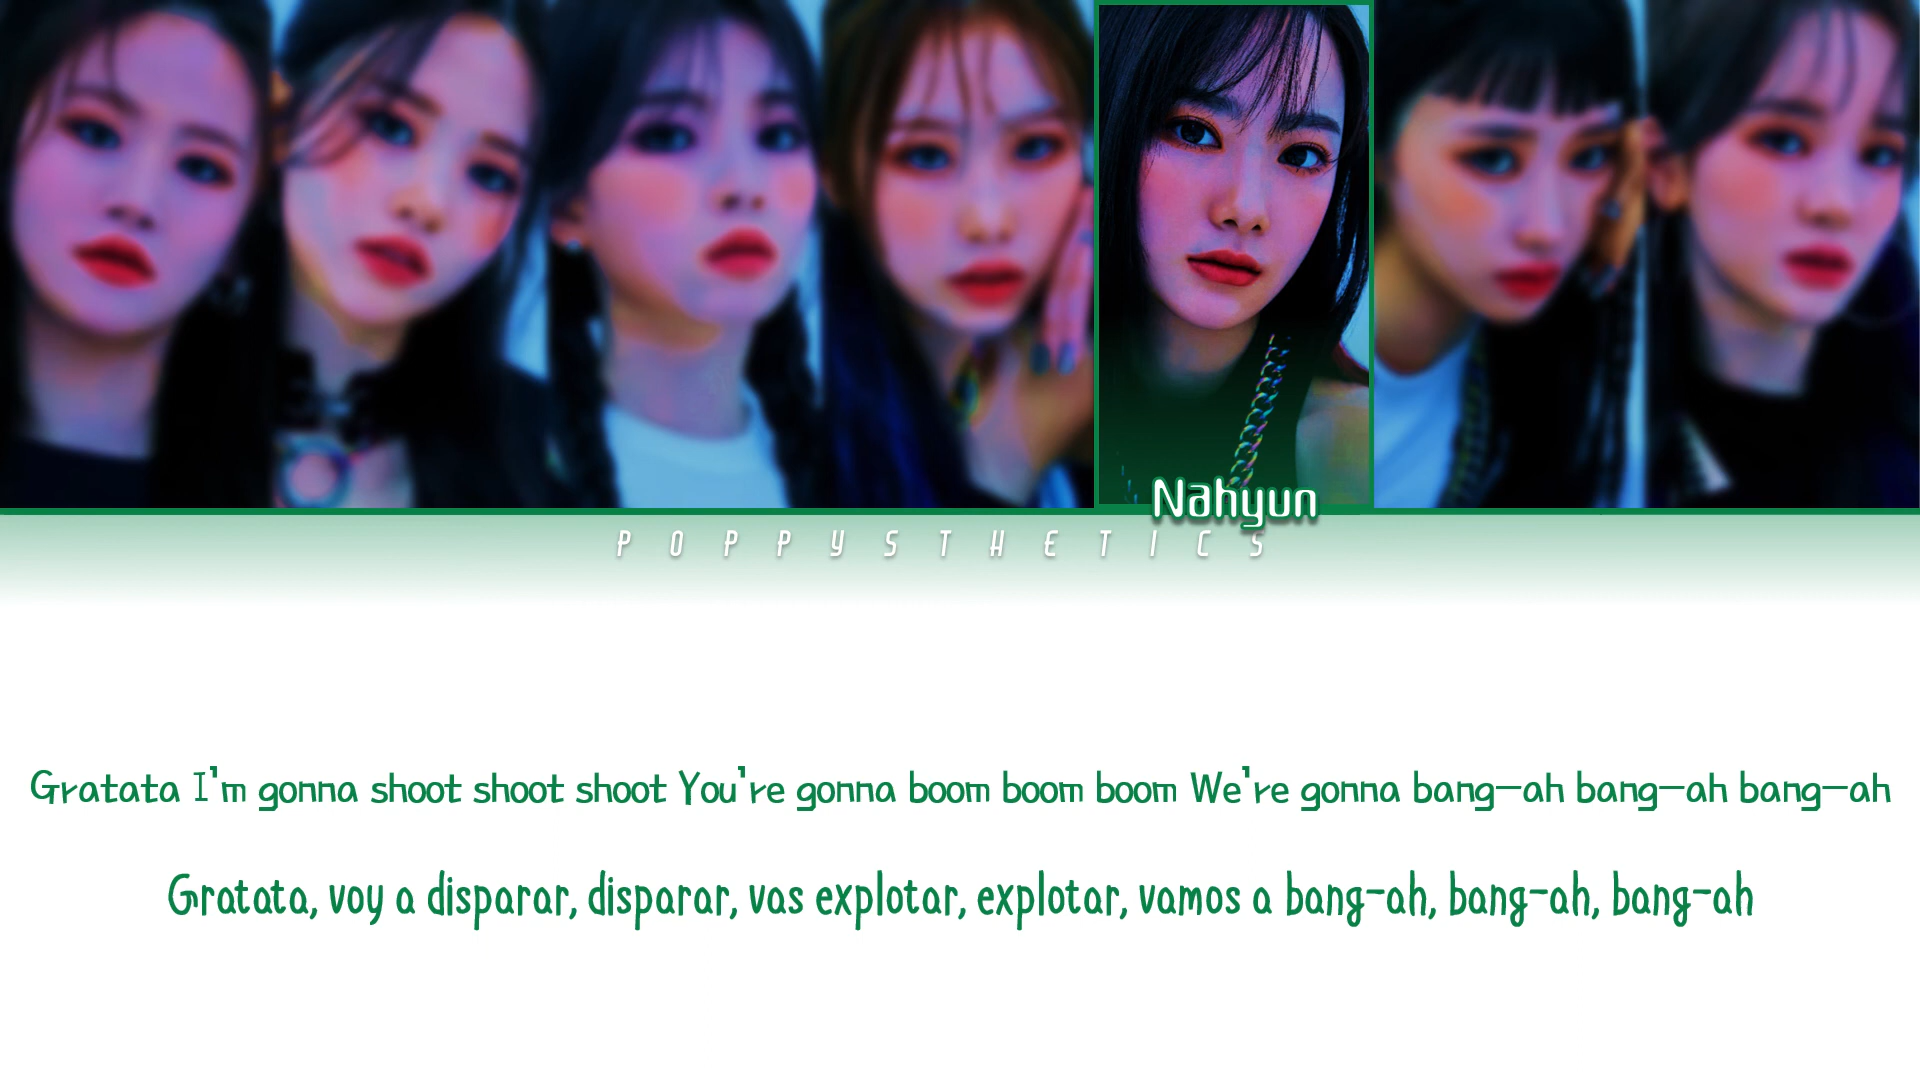 Nahyun
POPPYSTHETICS
Gratata I'm gonna shoot shoot shoot You're gonna boom boom boom We're gonna bang-ah bang-ah bang-ah
Gratata, voy a disparar, disparar, vas explotar, explotar, vamos a bang-ah, bang-ah, bang-ah